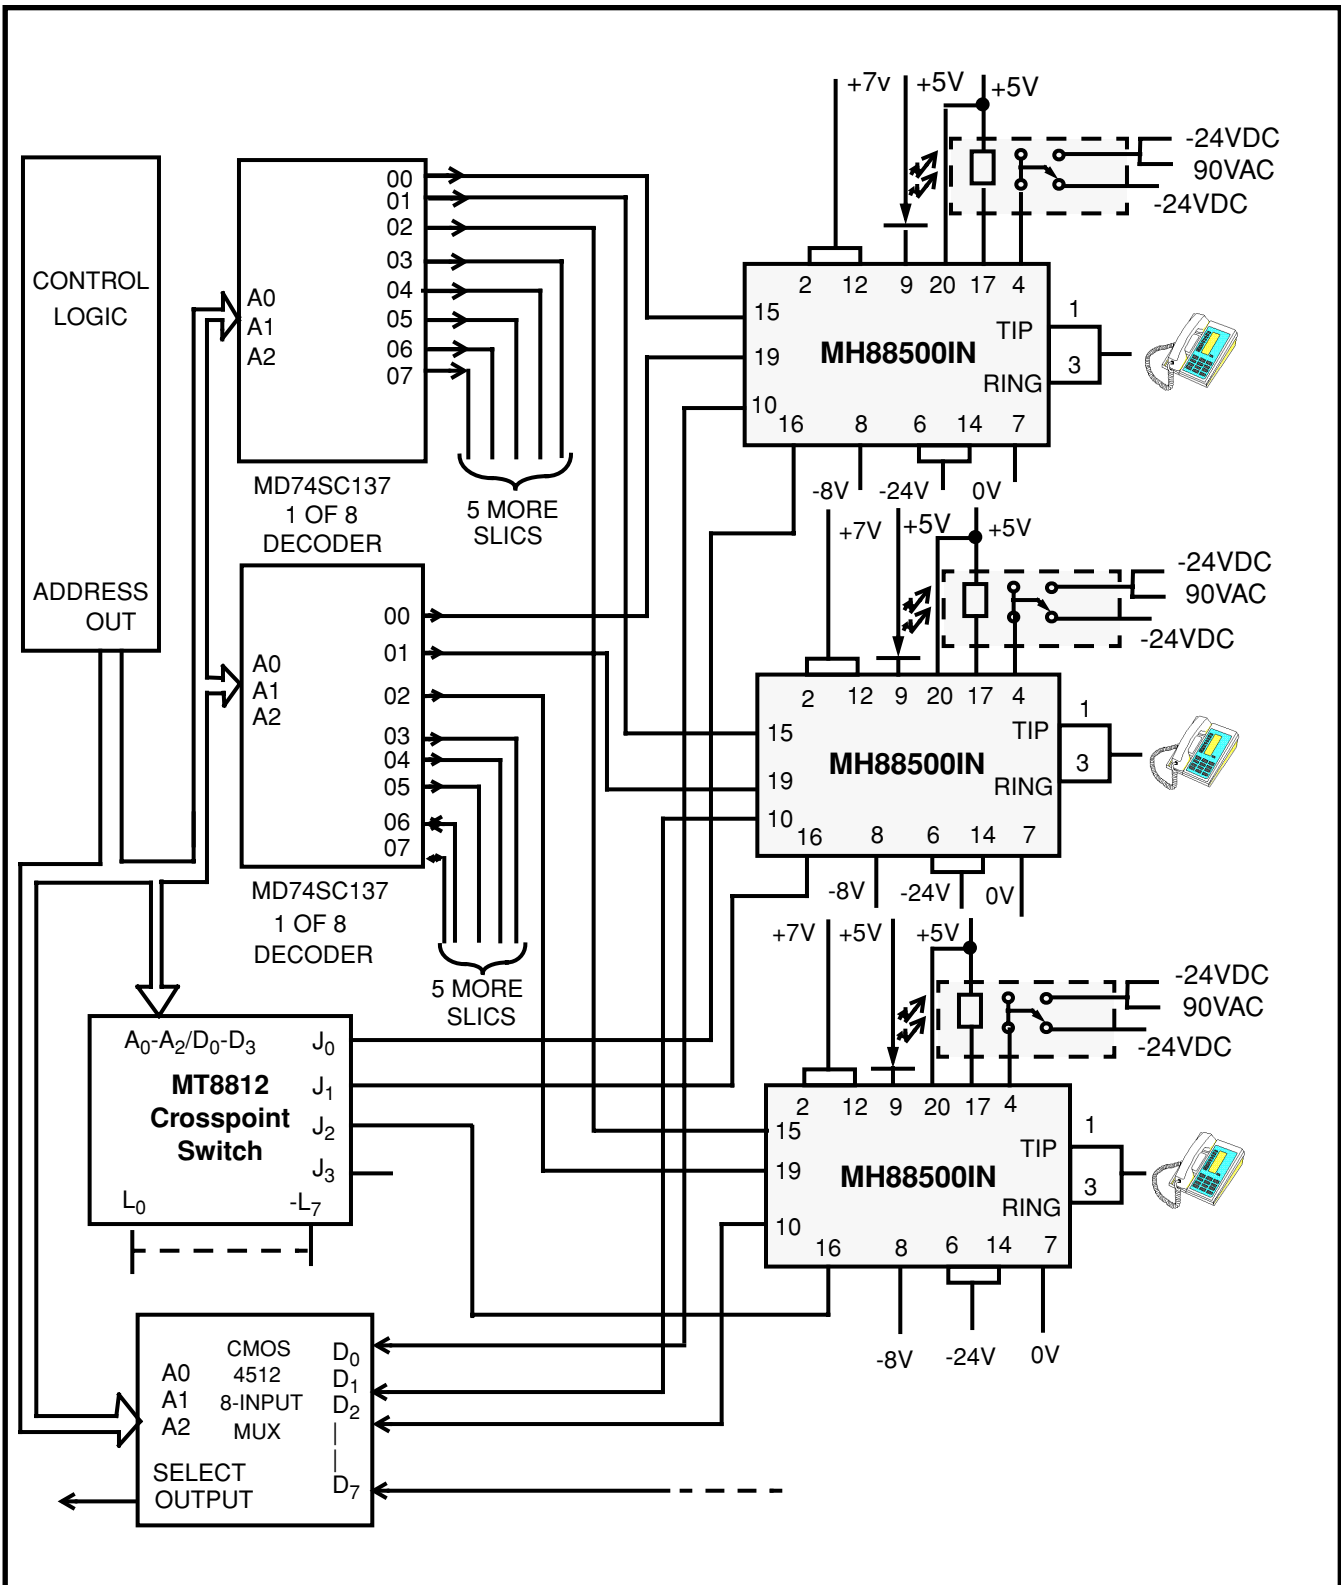 +7v +5V +5V
-24VDC
90VAC
-24VDC
CONTROL
LOGIC
ADDRESS
OUT
00
01
02
03
04
05
06
07
A0
A1
A2
MD74SC137
1 OF 8
DECODER
5 MORE
SLICS
2 12 9 20 17 4
15
19
10
TIP
MH88500IN
RING
1
3
16 8 6 14 7
-8V -24V 0V
+7V +5V +5V
-24VDC
90VAC
-24VDC
00
01
02
03
04
05
06
07
A0
A1
A2
MD74SC137
1 OF 8
DECODER
5 MORE
SLICS
2 12 9 20 17 4
15
19
10
TIP
MH88500IN
RING
1
3
16 8 6 14 7
-8V -24V 0V
+7V +5V +5V
-24VDC
90VAC
-24VDC
A0-A2/D0-D3
MT8812
Crosspoint
Switch
J0
J1
J2
J3
L0 -L7
2 12 9 20 17 4
15
19
10
TIP
MH88500IN
RING
1
3
16 8 6 14 7
-8V -24V 0V
A0
A1
A2
CMOS
4512
8-INPUT
MUX
D0
D1
D2
|
|
D7
SELECT
OUTPUT